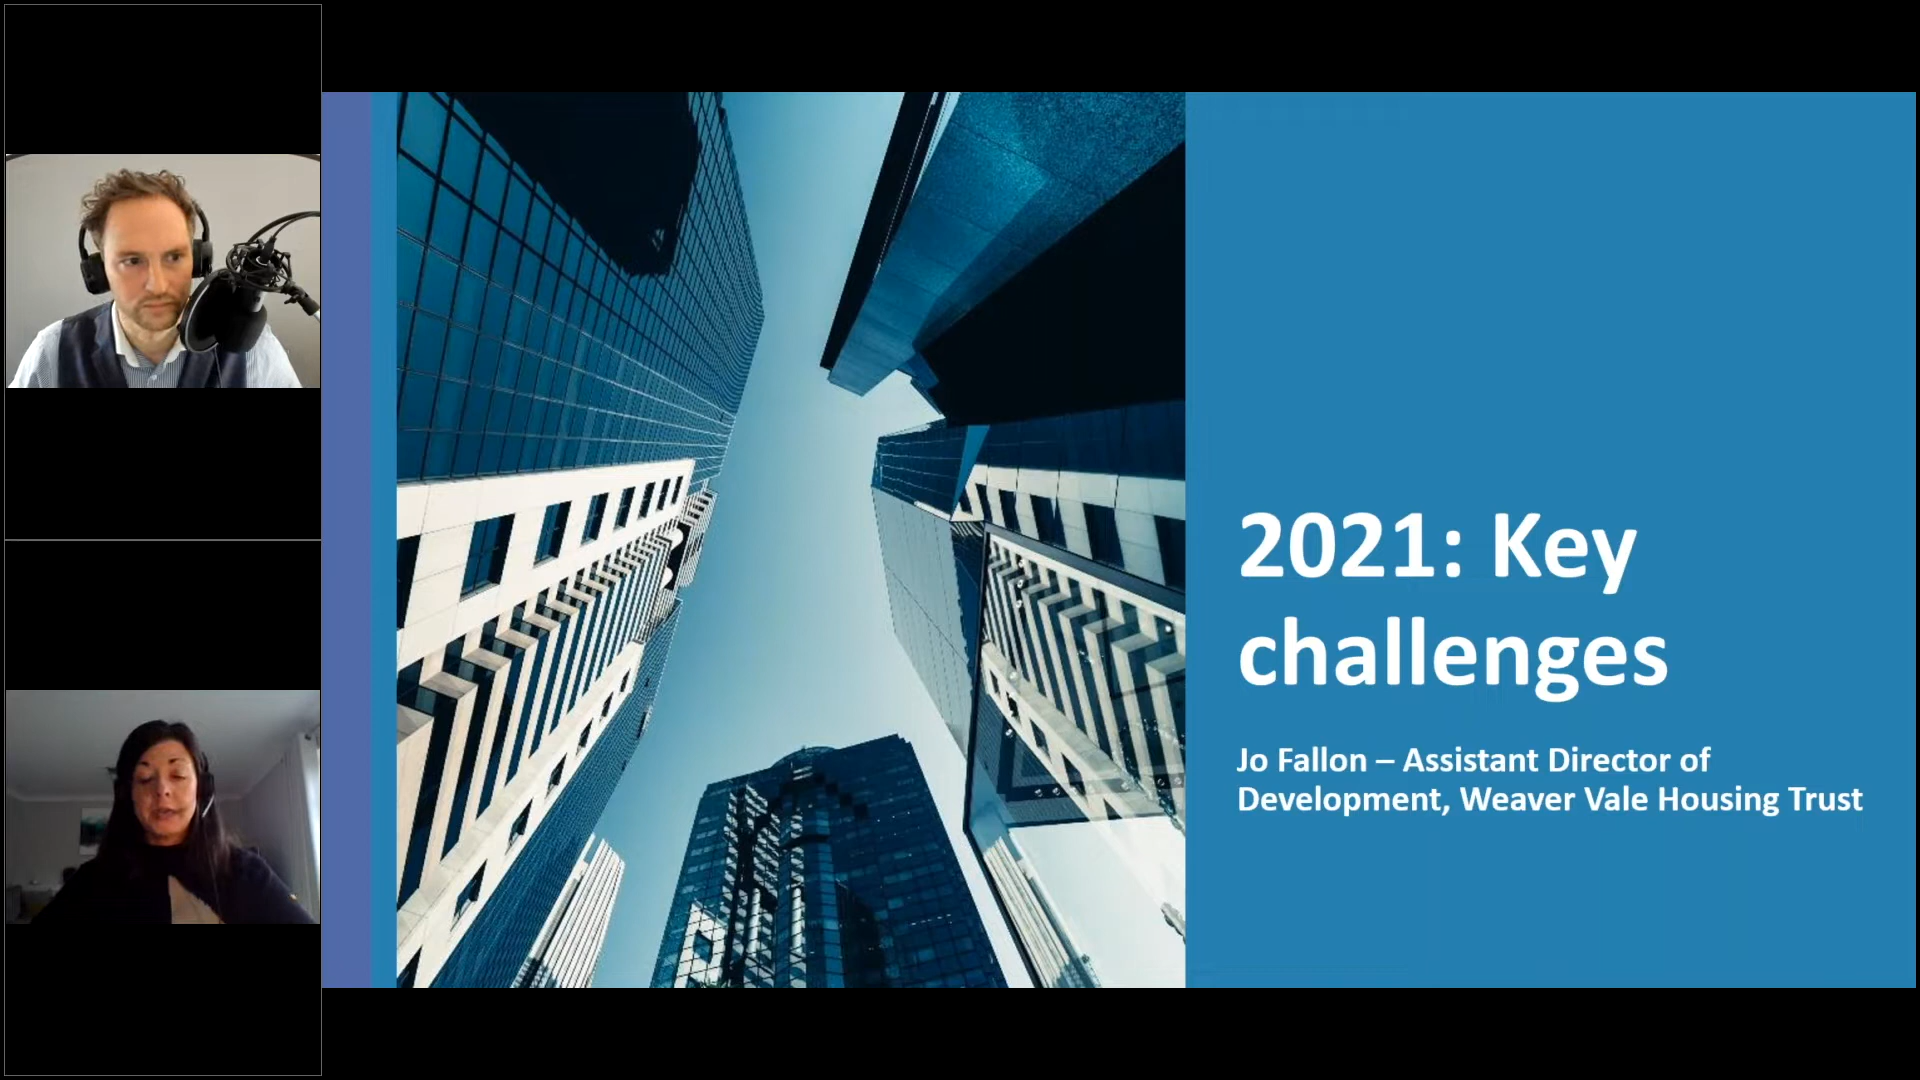 2021: Key
challenges
Jo Fallon – Assistant Director of
Development, Weaver Vale Housing Trust